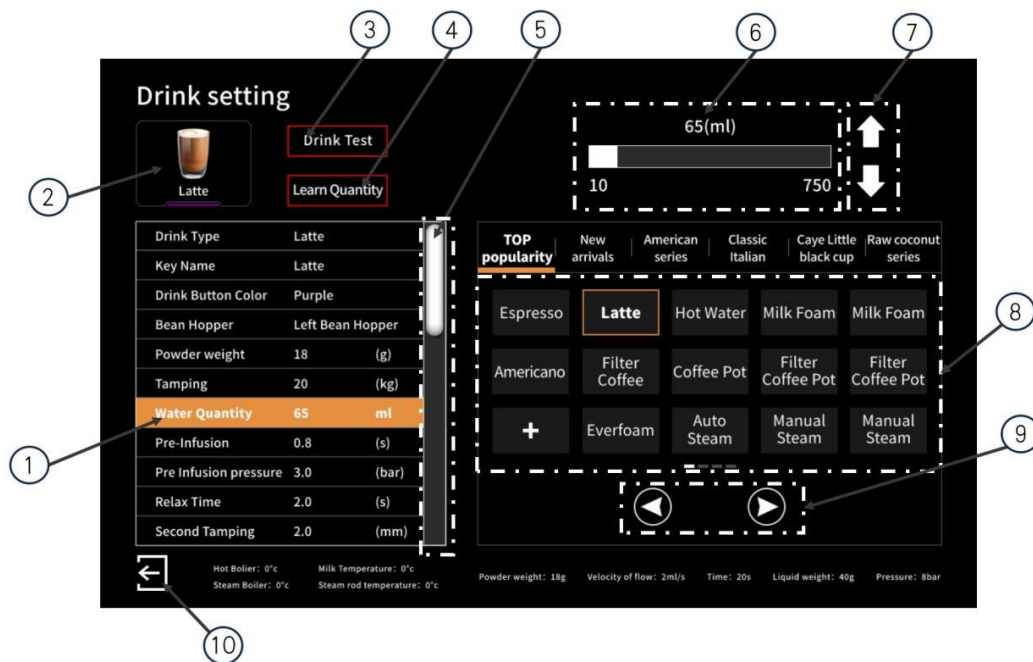 3
4
5
6
7
Drink setting
65(ml)
Drink Test
2
Latte
Learn Quantity
10
750
Drink Type Latte
Key Name Latte
Drink Button Color Purple
Bean Hopper Left Bean Hopper
Powder weight 18 (g)
Tamping 20 (kg)
Water Quantity 65 ml
Pre-Infusion 0.8 (s)
Pre Infusion pressure 3.0 (bar)
Relax Time 2.0 (s)
Second Tamping 2.0 (mm)
1
TOP
popularity
New
arrivals
American
series
Classic
Italian
Caye Little
black cup
Raw coconut
series
Espresso
Latte
Hot Water
Milk Foam
Milk Foam
Americano
Filter
Coffee
Coffee Pot
Filter
Coffee Pot
Filter
Coffee Pot
+
Everfoam
Auto
Steam
Manual
Steam
Manual
Steam
8
9
Hot Bolier: 0°c
Milk Temperature: 0°c
Steam Boiler: 0°c
Steam rod temperature: 0°c
Powder weight: 18g
Velocity of flow: 2ml/s
Time: 20s
Liquid weight: 40g
Pressure: 8bar
10